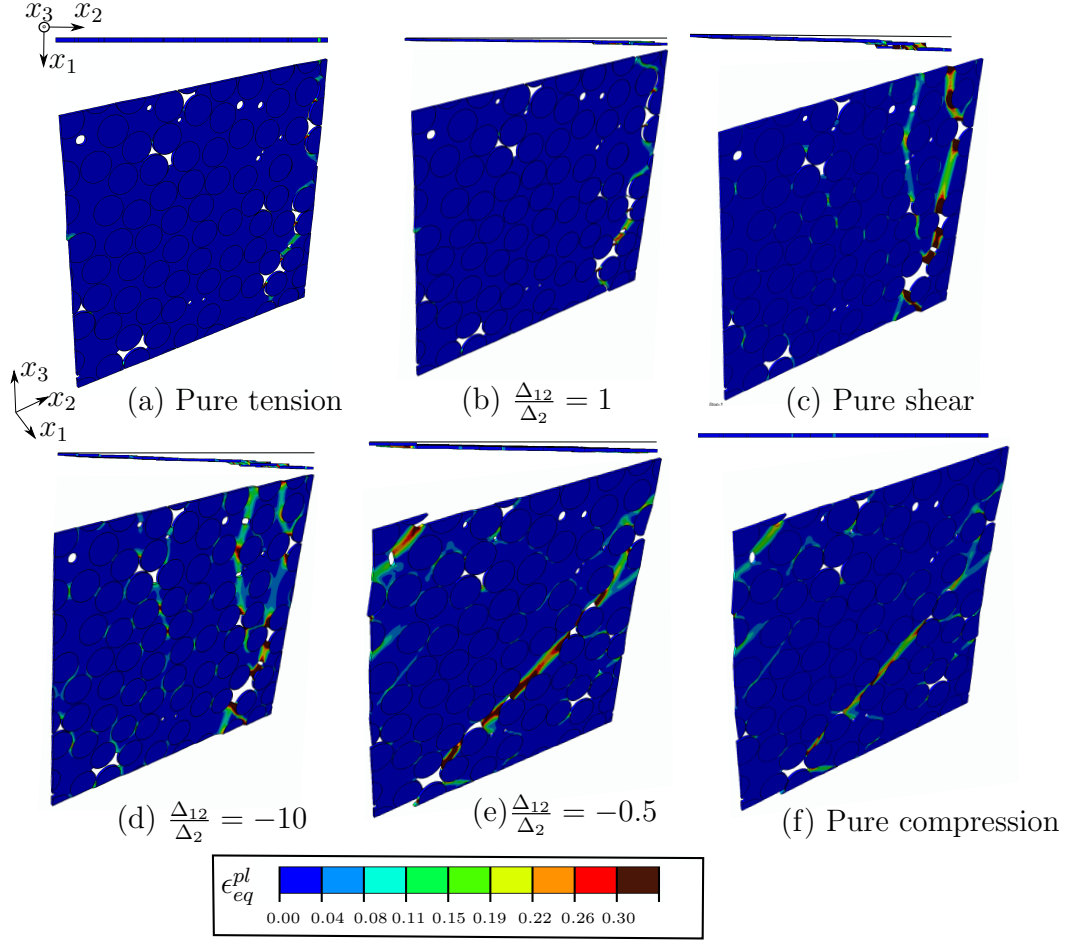 x₃ x₂
x₁
(a) Pure tension
(b) Δ₁₂/Δ₂ = 1
(c) Pure shear
x₃
x₂
x₁
(d) Δ₁₂/Δ₂ = −10
(e) Δ₁₂/Δ₂ = −0.5
(f) Pure compression
ϵ_{eq}^{pl}
0.00 0.04 0.08 0.11 0.15 0.19 0.22 0.26 0.30